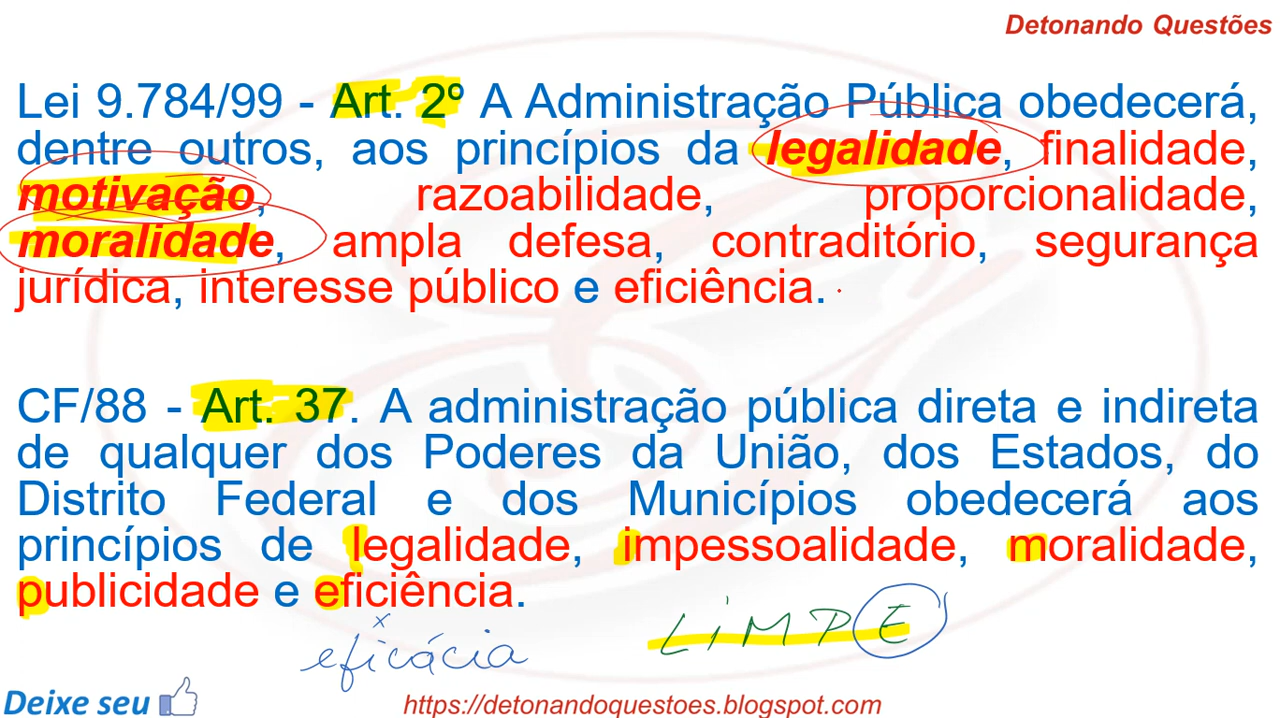 Detonando Questões
Lei 9.784/99 - Art. 2º A Administração Pública obedecerá,
dentre outros, aos princípios da legalidade, finalidade,
motivação, razoabilidade, proporcionalidade,
moralidade, ampla defesa, contraditório, segurança
jurídica, interesse público e eficiência.
CF/88 - Art. 37. A administração pública direta e indireta
de qualquer dos Poderes da União, dos Estados, do
Distrito Federal e dos Municípios obedecerá aos
princípios de legalidade, impessoalidade, moralidade,
publicidade e eficiência.
x
eficácia
LiMPE
Deixe seu
https://detonandoquestoes.blogspot.com